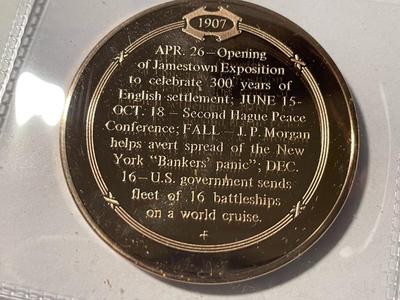 1907
APR. 26—Opening
of Jamestown Exposition
to celebrate 300 years of
English settlement; JUNE 15-
OCT. 18 — Second Hague Peace
Conference; FALL — J. P. Morgan
helps avert spread of the New
York "Bankers' panic"; DEC.
16—U.S. government sends
fleet of 16 battleships
on a world cruise.